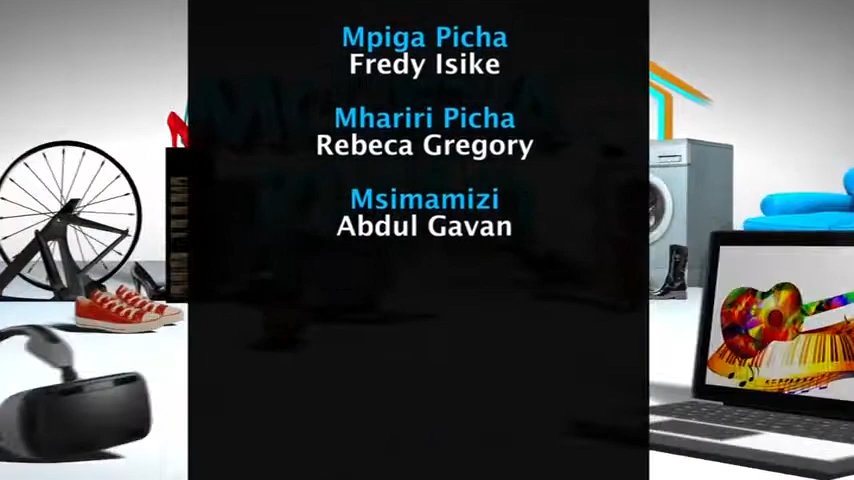 Mpiga Picha
Fredy Isike
Mhariri Picha
Rebeca Gregory
Msimamizi
Abdul Gavan